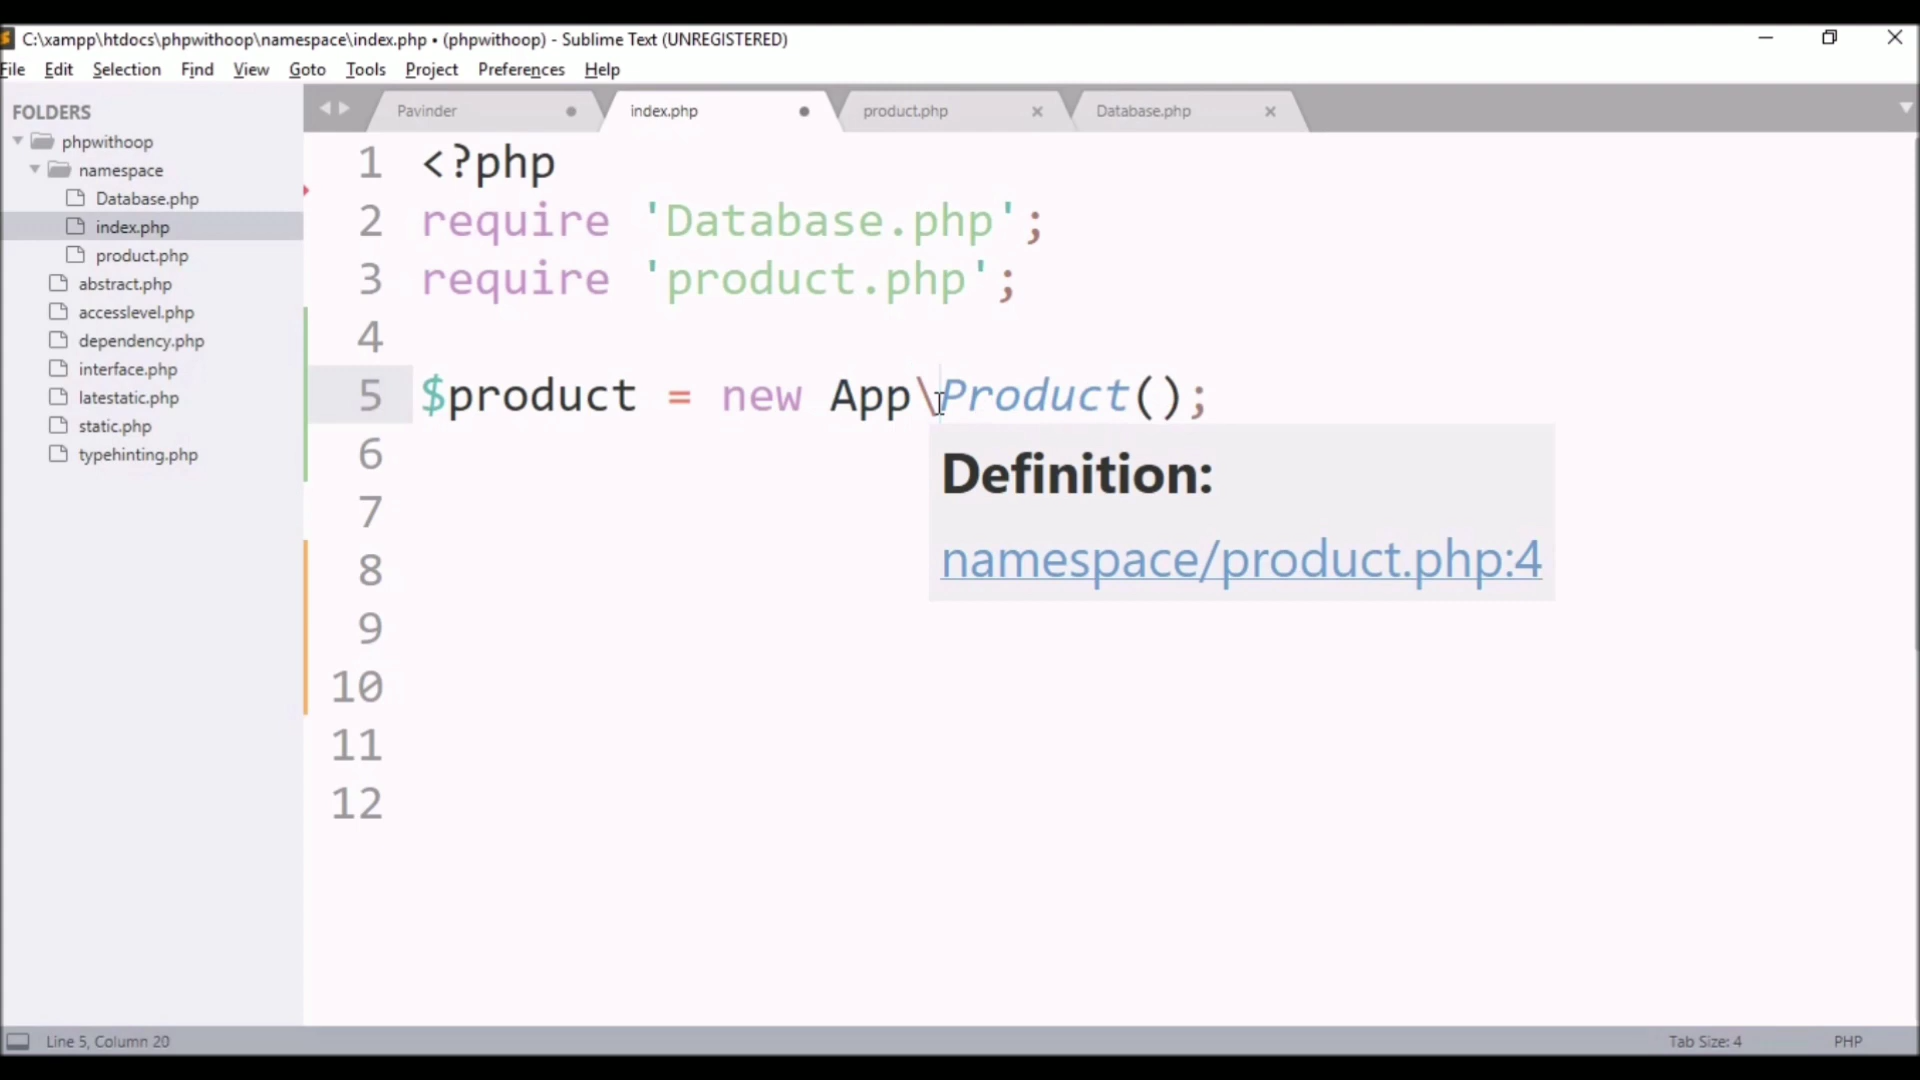 C:\xampp\htdocs\phpwithoop\namespace\index.php • (phpwithoop) - Sublime Text (UNREGISTERED)
File Edit Selection Find View Goto Tools Project Preferences Help
FOLDERS
phpwithoop
namespace
Database.php
index.php
product.php
abstract.php
accesslevel.php
dependency.php
interface.php
latestatic.php
static.php
typehinting.php
Pavinder index.php product.php Database.php
1 <?php
2 require 'Database.php';
3 require 'product.php';
4
5 $product = new App\Product();
6
7
8
9
10
11
12
Definition:
namespace/product.php:4
Line 5, Column 20
Tab Size: 4 PHP